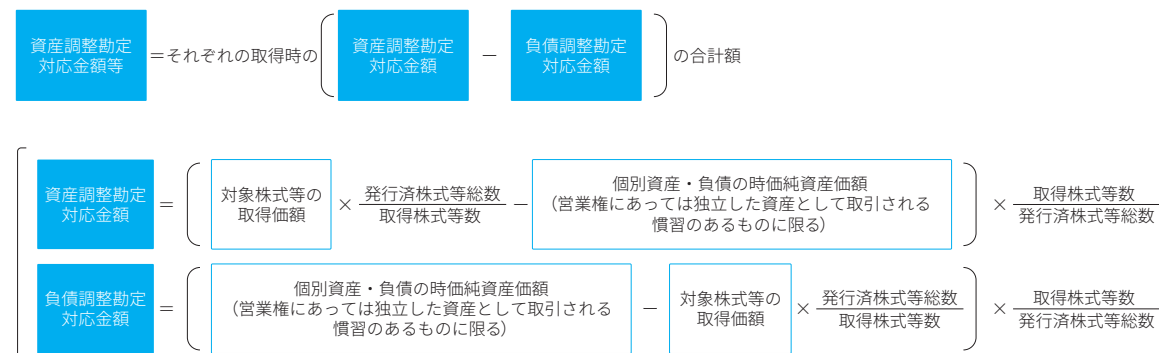 資産調整勘定
対応金額等
＝それぞれの取得時の
資産調整勘定
対応金額
－
負債調整勘定
対応金額
の合計額
資産調整勘定
対応金額
＝
対象株式等の
取得価額
×
発行済株式等総数
取得株式等数
－
個別資産・負債の時価純資産価額
（営業権にあっては独立した資産として取引される
慣習のあるものに限る）
×
取得株式等数
発行済株式等総数
負債調整勘定
対応金額
＝
個別資産・負債の時価純資産価額
（営業権にあっては独立した資産として取引される
慣習のあるものに限る）
－
対象株式等の
取得価額
×
発行済株式等総数
取得株式等数
×
取得株式等数
発行済株式等総数